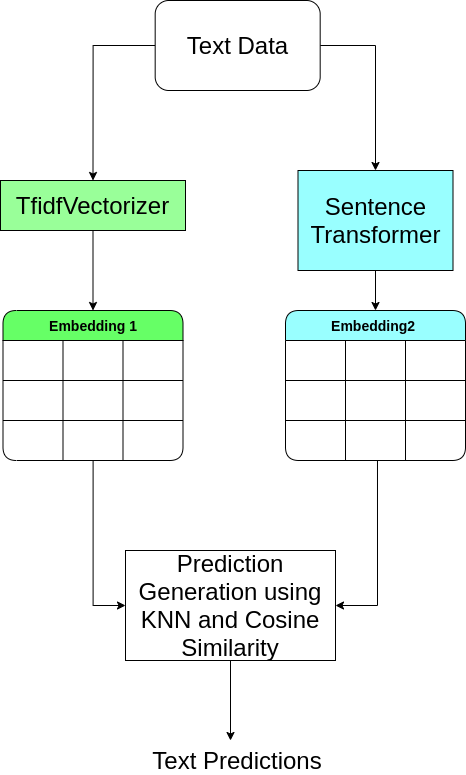 Text Data
TfidfVectorizer
Sentence
Transformer
Embedding 1
Embedding2
Prediction
Generation using
KNN and Cosine
Similarity
Text Predictions